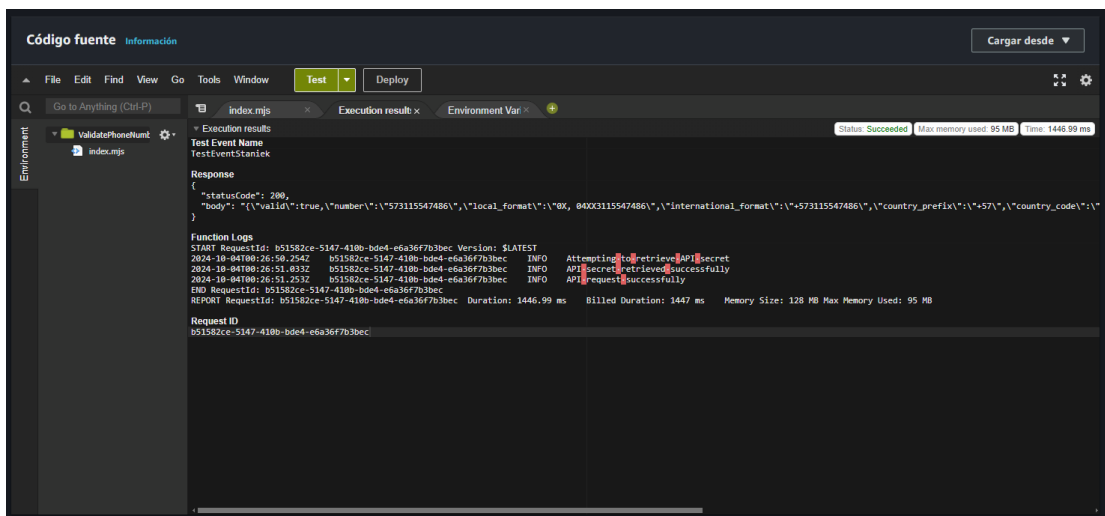 Código fuente Información
Cargar desde ▼
File Edit Find View Go Tools Window Test Deploy
Go to Anything (Ctrl-P)
index.mjs × Execution results × Environment Vari ×
Environment
ValidatePhoneNumb
index.mjs
Execution results
Status: Succeeded Max memory used: 95 MB Time: 1446.99 ms
Test Event Name
TestEventStaniek
Response
{
"statusCode": 200,
"body": "{\"valid\":true,\"number\":\"573115547486\",\"local_format\":\"0X, 04XX3115547486\",\"international_format\":\"+573115547486\",\"country_prefix\":\"+57\",\"country_code\":\"
}
Function Logs
START RequestId: b51582ce-5147-410b-bde4-e6a36f7b3bec Version: $LATEST
2024-10-04T00:26:50.254Z b51582ce-5147-410b-bde4-e6a36f7b3bec INFO Attempting to retrieve API secret
2024-10-04T00:26:51.033Z b51582ce-5147-410b-bde4-e6a36f7b3bec INFO API secret retrieved successfully
2024-10-04T00:26:51.253Z b51582ce-5147-410b-bde4-e6a36f7b3bec INFO API request successfully
END RequestId: b51582ce-5147-410b-bde4-e6a36f7b3bec
REPORT RequestId: b51582ce-5147-410b-bde4-e6a36f7b3bec Duration: 1446.99 ms Billed Duration: 1447 ms Memory Size: 128 MB Max Memory Used: 95 MB
Request ID
b51582ce-5147-410b-bde4-e6a36f7b3bec